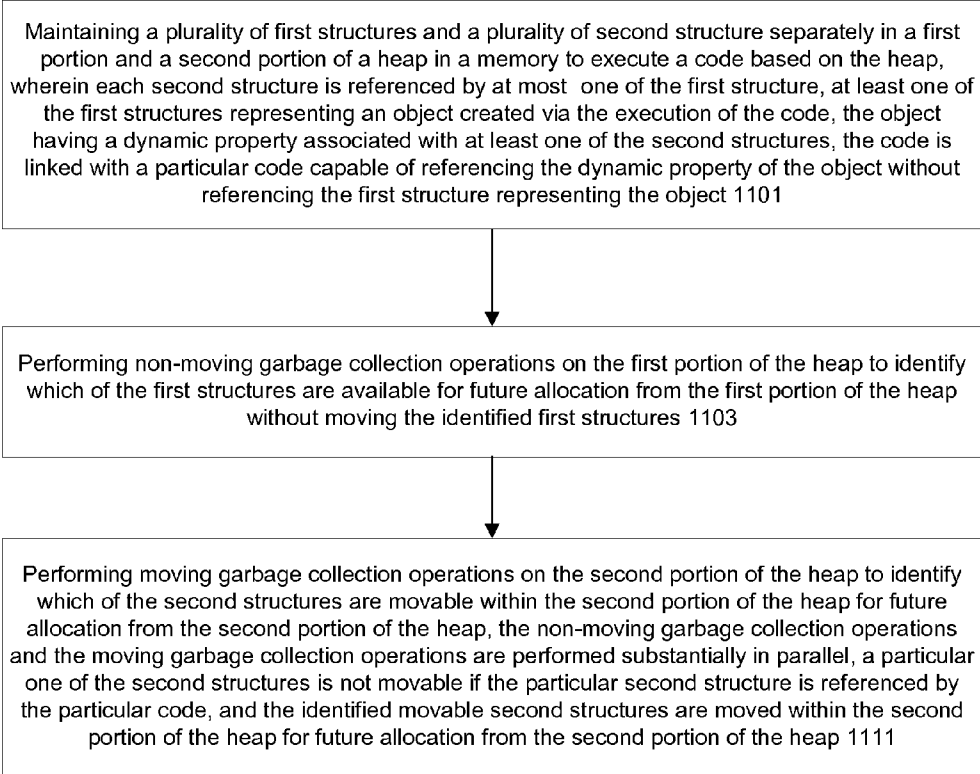 Maintaining a plurality of first structures and a plurality of second structure separately in a first
portion and a second portion of a heap in a memory to execute a code based on the heap,
wherein each second structure is referenced by at most one of the first structure, at least one of
the first structures representing an object created via the execution of the code, the object
having a dynamic property associated with at least one of the second structures, the code is
linked with a particular code capable of referencing the dynamic property of the object without
referencing the first structure representing the object 1101
Performing non-moving garbage collection operations on the first portion of the heap to identify
which of the first structures are available for future allocation from the first portion of the heap
without moving the identified first structures 1103
Performing moving garbage collection operations on the second portion of the heap to identify
which of the second structures are movable within the second portion of the heap for future
allocation from the second portion of the heap, the non-moving garbage collection operations
and the moving garbage collection operations are performed substantially in parallel, a particular
one of the second structures is not movable if the particular second structure is referenced by
the particular code, and the identified movable second structures are moved within the second
portion of the heap for future allocation from the second portion of the heap 1111